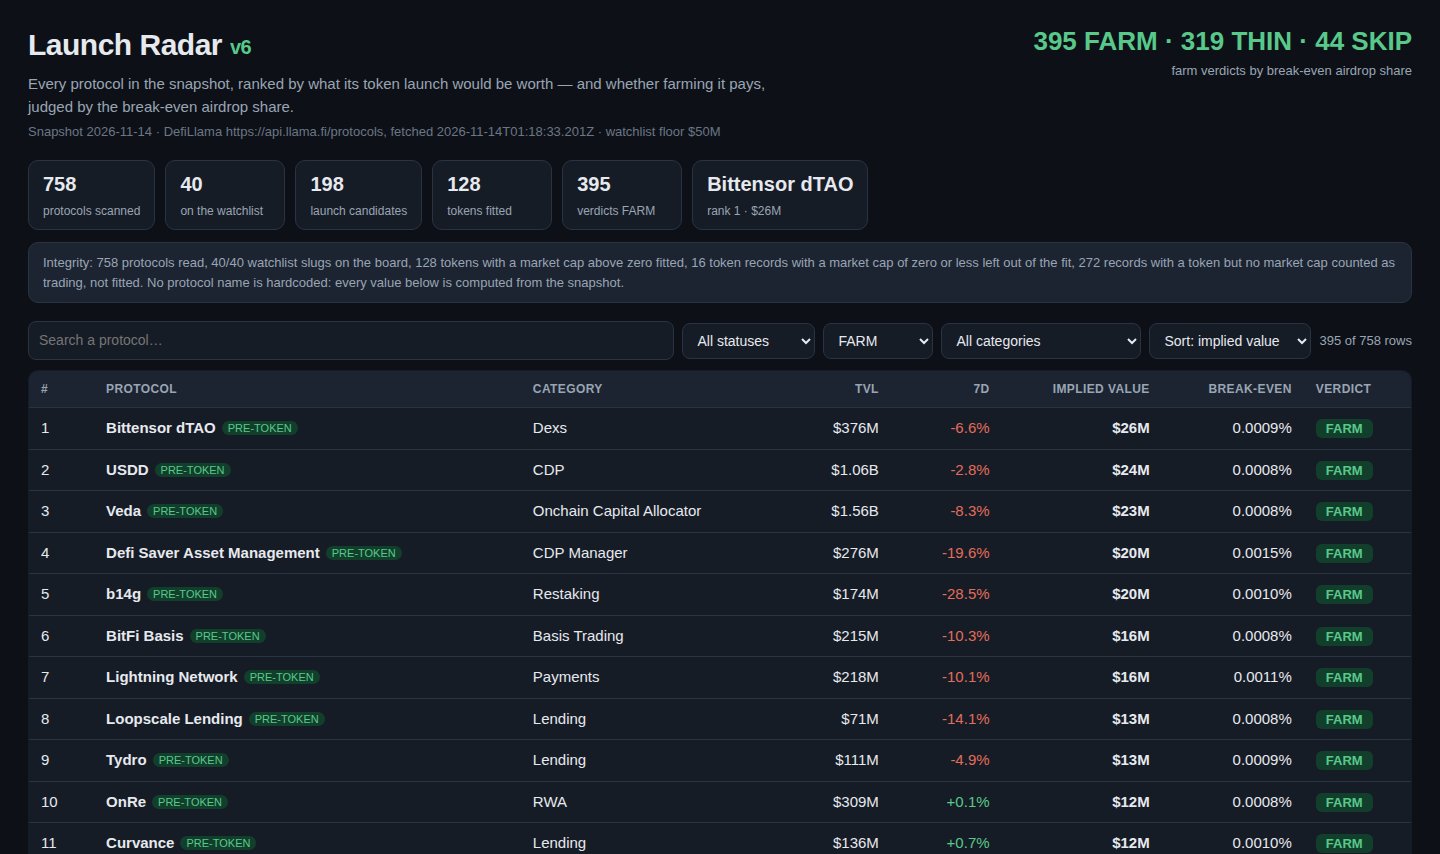 Launch Radar v6
395 FARM · 319 THIN · 44 SKIP
farm verdicts by break-even airdrop share
Every protocol in the snapshot, ranked by what its token launch would be worth — and whether farming it pays,
judged by the break-even airdrop share.
Snapshot 2026-11-14 · DefiLlama https://api.llama.fi/protocols, fetched 2026-11-14T01:18:33.201Z · watchlist floor $50M
758
protocols scanned
40
on the watchlist
198
launch candidates
128
tokens fitted
395
verdicts FARM
Bittensor dTAO
rank 1 · $26M
Integrity: 758 protocols read, 40/40 watchlist slugs on the board, 128 tokens with a market cap above zero fitted, 16 token records with a market cap of zero or less left out of the fit, 272 records with a token but no market cap counted as
trading, not fitted. No protocol name is hardcoded: every value below is computed from the snapshot.
Search a protocol… All statuses FARM All categories Sort: implied value 395 of 758 rows
# PROTOCOL CATEGORY TVL 7D IMPLIED VALUE BREAK-EVEN VERDICT
1 Bittensor dTAO PRE-TOKEN Dexs $376M -6.6% $26M 0.0009% FARM
2 USDD PRE-TOKEN CDP $1.06B -2.8% $24M 0.0008% FARM
3 Veda PRE-TOKEN Onchain Capital Allocator $1.56B -8.3% $23M 0.0008% FARM
4 Defi Saver Asset Management PRE-TOKEN CDP Manager $276M -19.6% $20M 0.0015% FARM
5 b14g PRE-TOKEN Restaking $174M -28.5% $20M 0.0010% FARM
6 BitFi Basis PRE-TOKEN Basis Trading $215M -10.3% $16M 0.0008% FARM
7 Lightning Network PRE-TOKEN Payments $218M -10.1% $16M 0.0011% FARM
8 Loopscale Lending PRE-TOKEN Lending $71M -14.1% $13M 0.0008% FARM
9 Tydro PRE-TOKEN Lending $111M -4.9% $13M 0.0009% FARM
10 OnRe PRE-TOKEN RWA $309M +0.1% $12M 0.0008% FARM
11 Curvance PRE-TOKEN Lending $136M +0.7% $12M 0.0010% FARM